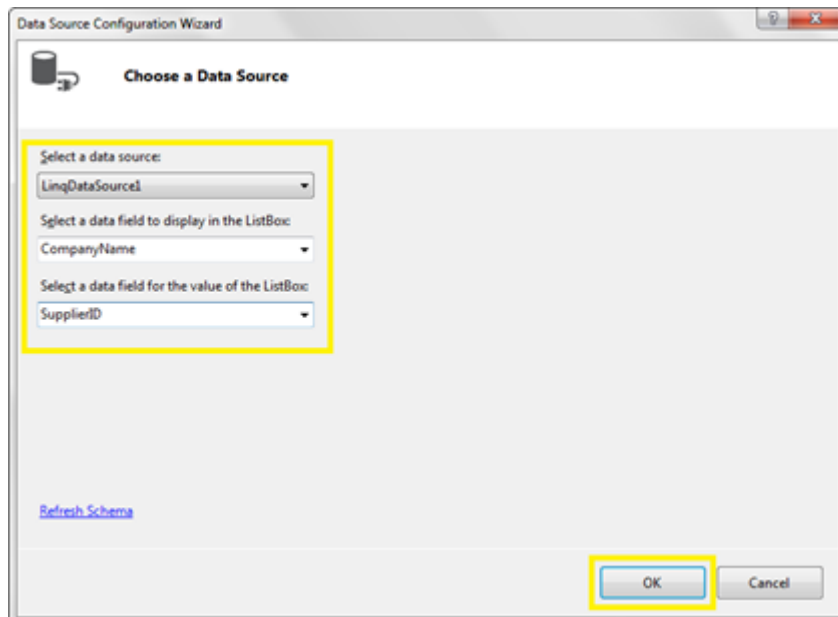 Data Source Configuration Wizard
Choose a Data Source
Select a data source:
LinqDataSource1
Select a data field to display in the ListBox:
CompanyName
Select a data field for the value of the ListBox:
SupplierID
Refresh Schema
OK Cancel